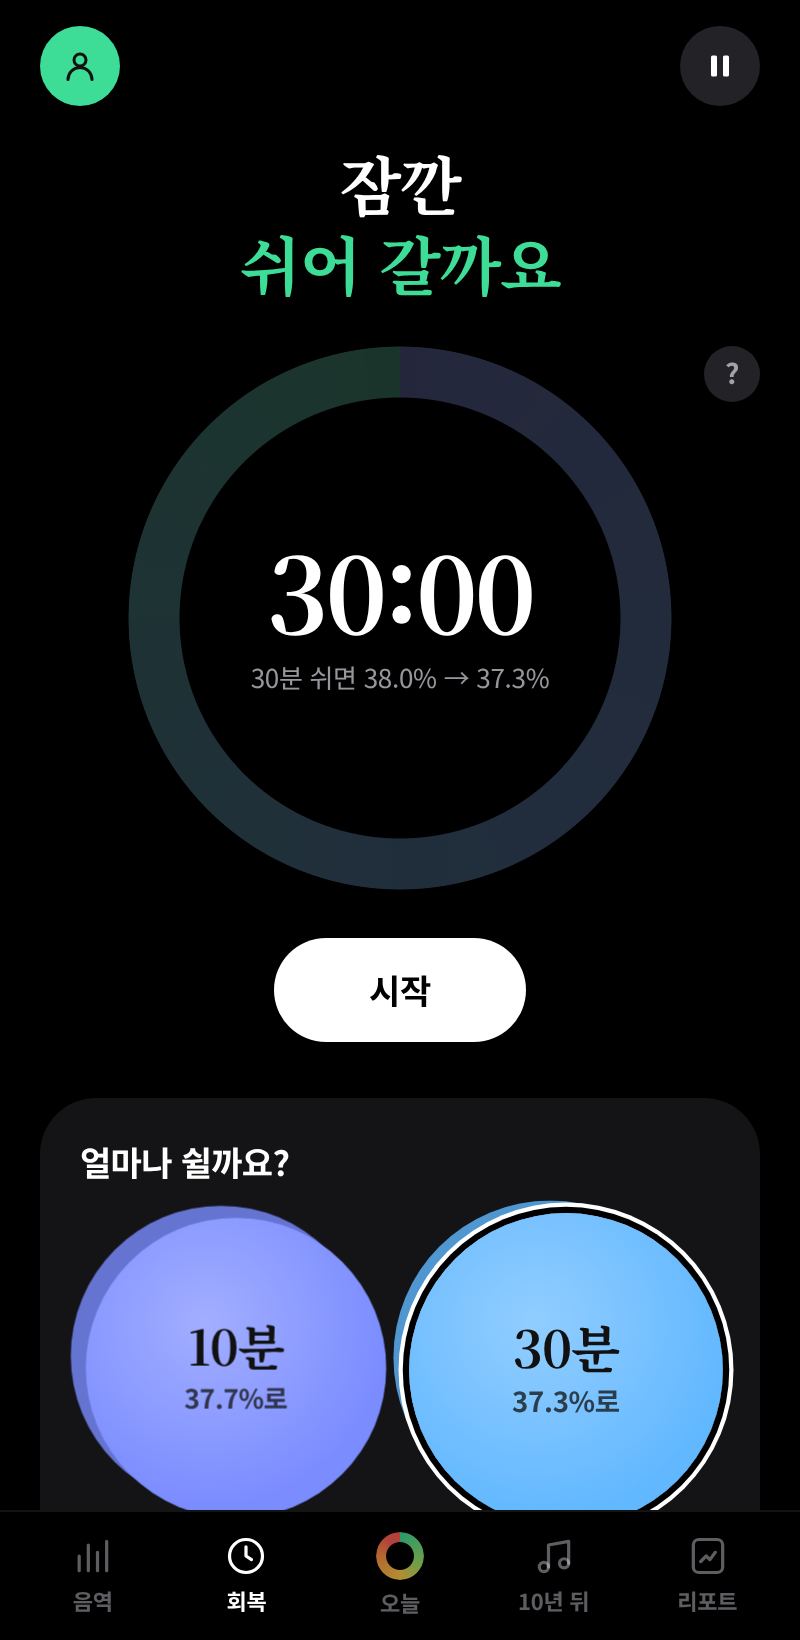 잠깐
쉬어 갈까요
?
30:00
30분 쉬면 38.0% → 37.3%
시작
얼마나 쉴까요?
10분
37.7%로
30분
37.3%로
음역
회복
오늘
10년 뒤
리포트